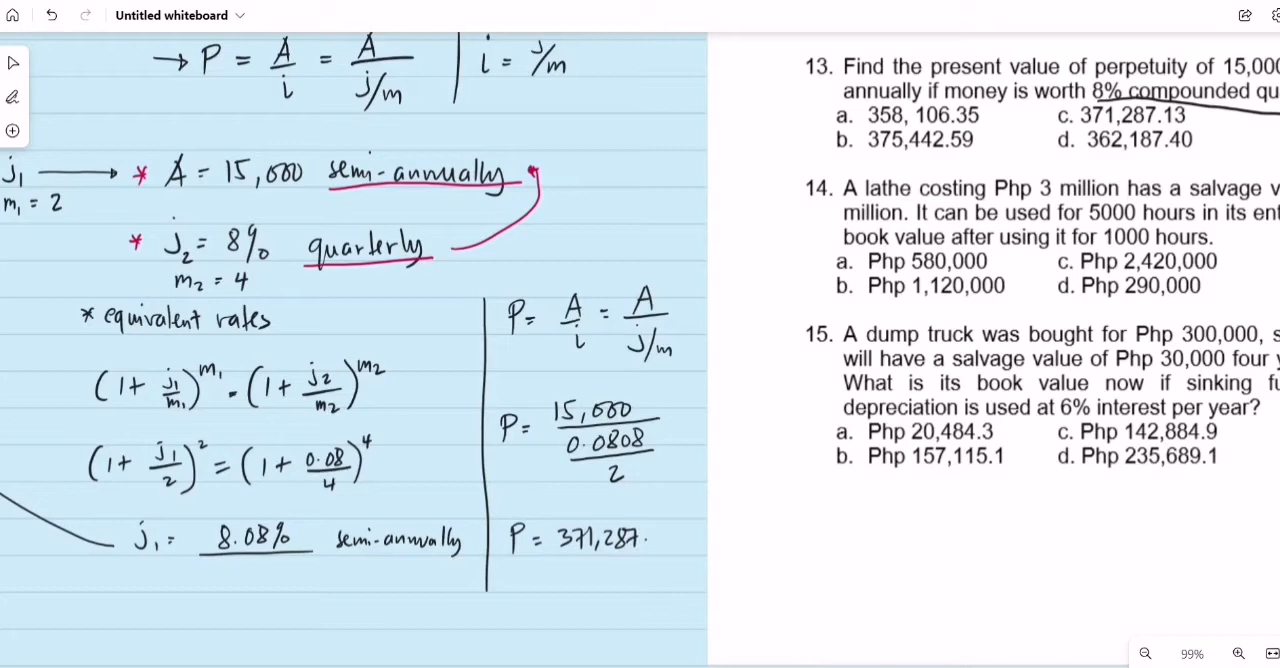 Untitled whiteboard
→ P = A/i = A/(j/m) | i = j/m
j₁ → * A = 15,000 semi-annually
m₁ = 2
* j₂ = 8% quarterly
m₂ = 4
* equivalent rates
(1 + j₁/m₁)^m₁ = (1 + j₂/m₂)^m₂
(1 + j₁/2)² = (1 + 0.08/4)⁴
j₁ = 8.08% semi-annually
P = A/i = A/(j/m)
P = 15,000/(0.0808/2)
P = 371,287.
13. Find the present value of perpetuity of 15,000
annually if money is worth 8% compounded qu
a. 358, 106.35 c. 371,287.13
b. 375,442.59 d. 362,187.40
14. A lathe costing Php 3 million has a salvage v
million. It can be used for 5000 hours in its ent
book value after using it for 1000 hours.
a. Php 580,000 c. Php 2,420,000
b. Php 1,120,000 d. Php 290,000
15. A dump truck was bought for Php 300,000, s
will have a salvage value of Php 30,000 four y
What is its book value now if sinking fu
depreciation is used at 6% interest per year?
a. Php 20,484.3 c. Php 142,884.9
b. Php 157,115.1 d. Php 235,689.1
99%